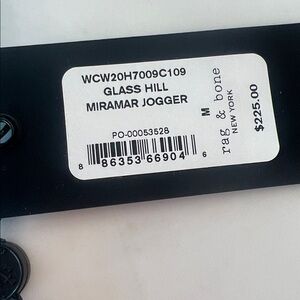 WCW20H7009C109
GLASS HILL
MIRAMAR JOGGER
PO-00053528
8 86353 66904 6
M
rag & bone
NEW YORK
$225.00